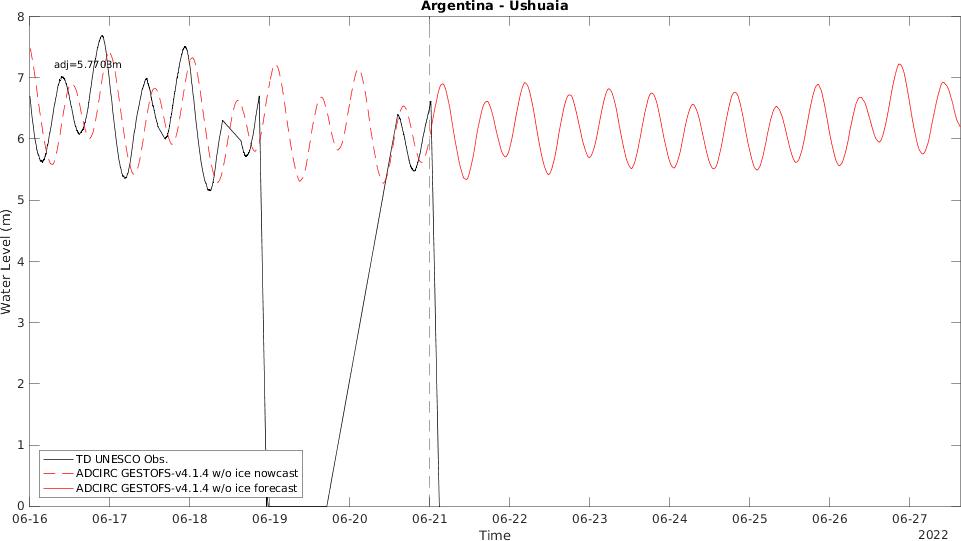 Argentina - Ushuaia
8
adj=5.7703m
7
6
5
4
3
2
1
0
Water Level (m)
TD UNESCO Obs.
ADCIRC GESTOFS-v4.1.4 w/o ice nowcast
ADCIRC GESTOFS-v4.1.4 w/o ice forecast
06-16 06-17 06-18 06-19 06-20 06-21 06-22 06-23 06-24 06-25 06-26 06-27
Time
2022